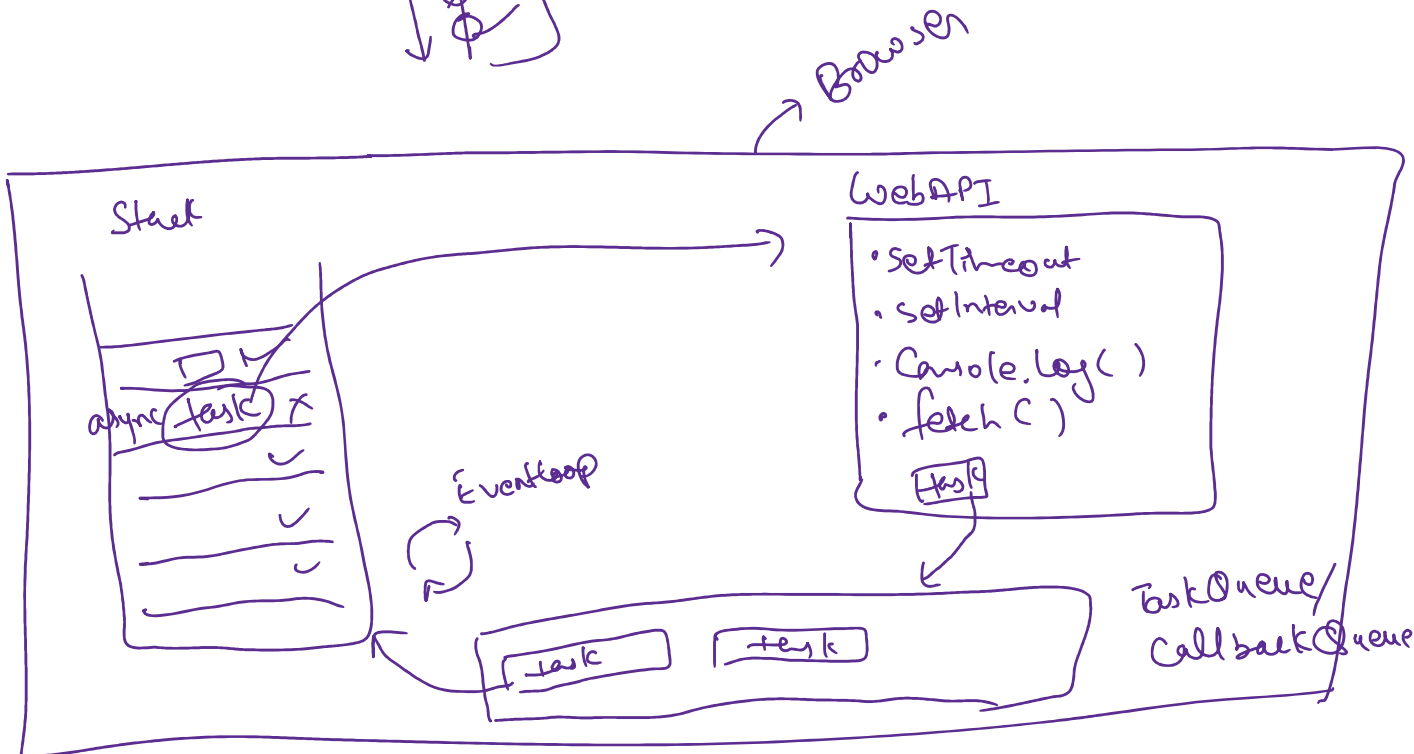 Browser
Stack
WebAPI
• SetTimeout
• SetInterval
• Console.log()
• fetch()
task
async task x
Eventloop
task
task
TaskQueue/
CallbackQueue